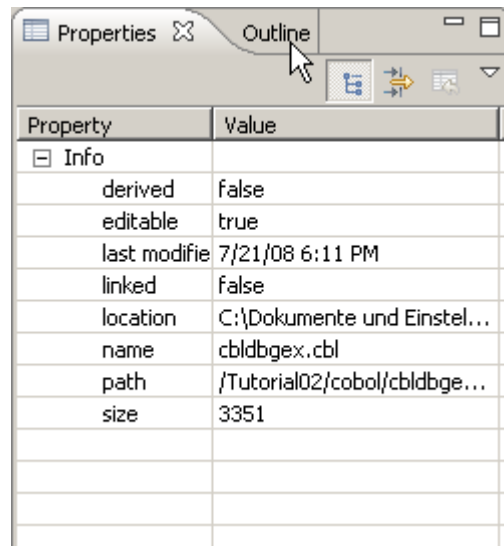 Properties Outline
Property Value
Info
derived false
editable true
last modifie 7/21/08 6:11 PM
linked false
location C:\Dokumente und Einstel...
name cbldbgex.cbl
path /Tutorial02/cobol/cbldbge...
size 3351